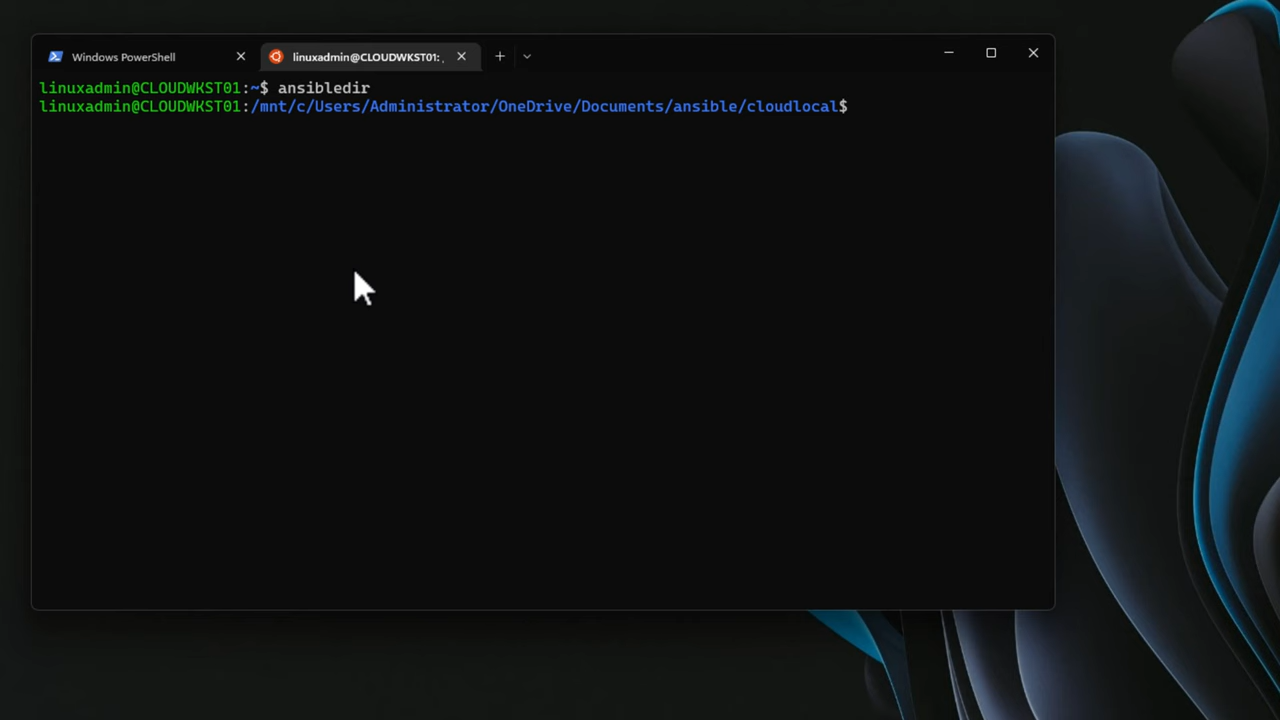 Windows PowerShell
linuxadmin@CLOUDWKST01: /
linuxadmin@CLOUDWKST01:~$ ansibledir
linuxadmin@CLOUDWKST01:/mnt/c/Users/Administrator/OneDrive/Documents/ansible/cloudlocal$